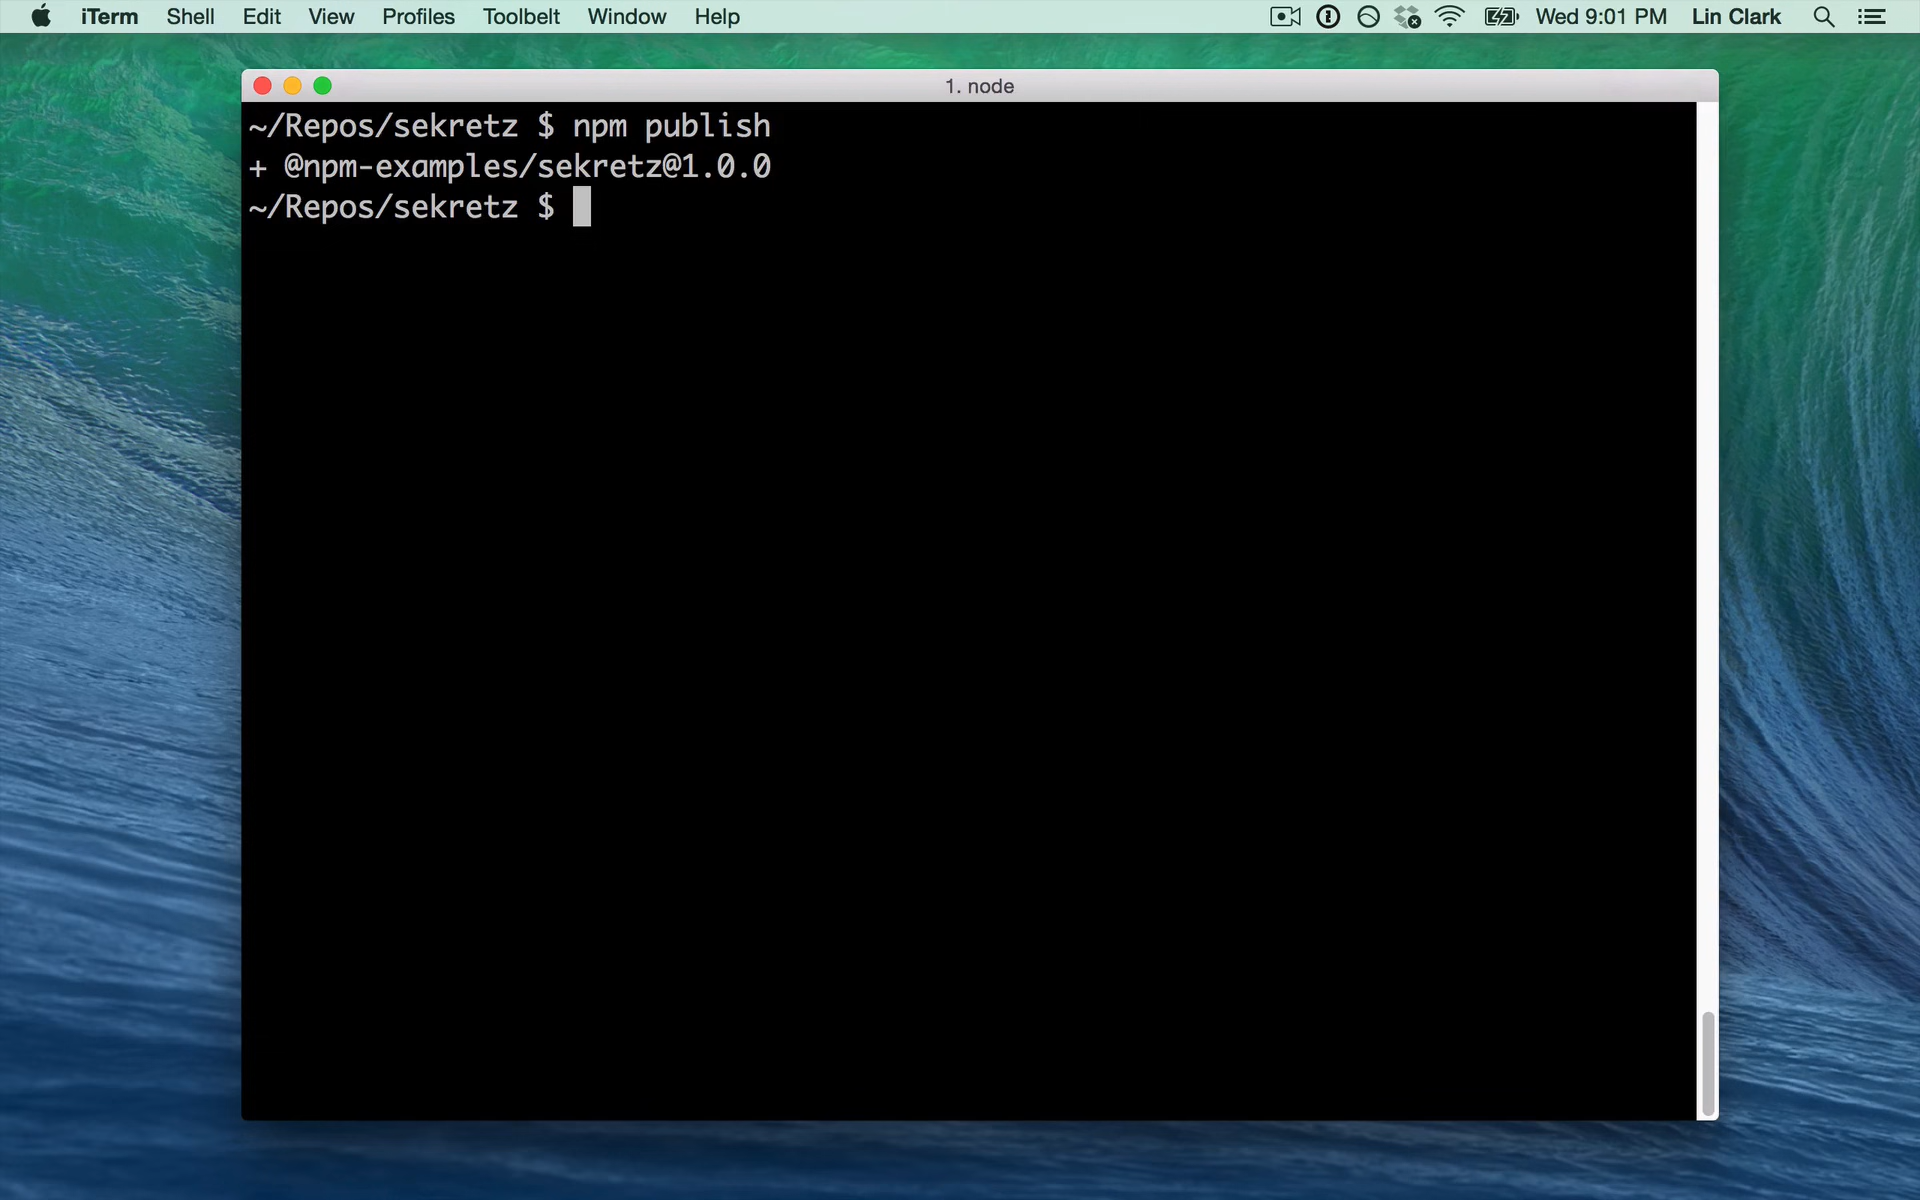 iTerm Shell Edit View Profiles Toolbelt Window Help Wed 9:01 PM Lin Clark
1. node
~/Repos/sekretz $ npm publish
+ @npm-examples/sekretz@1.0.0
~/Repos/sekretz $